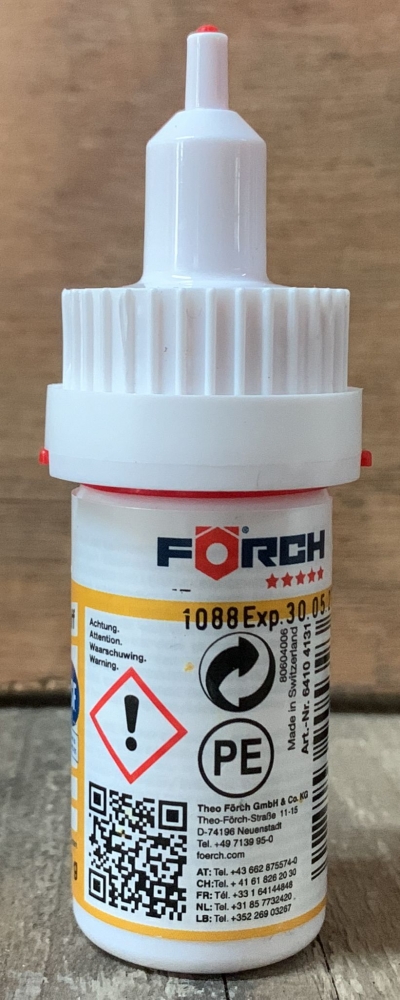 FÖRCH®
1088 Exp. 30.05
Achtung.
Attention.
Waarschuwing.
Warning.
80604006
Made in Switzerland
Art.-Nr. 6410 4131
PE
Theo Förch GmbH & Co. KG
Theo-Förch-Straße 11-15
D-74196 Neuenstadt
Tel. +49 7139 95-0
foerch.com
AT: Tel. +43 662 875574-0
CH: Tel. + 41 61 826 20 30
FR: Tél. +33 1 64144848
NL: Tel. +31 85 7732420
LB: Tel. +352 269 03267